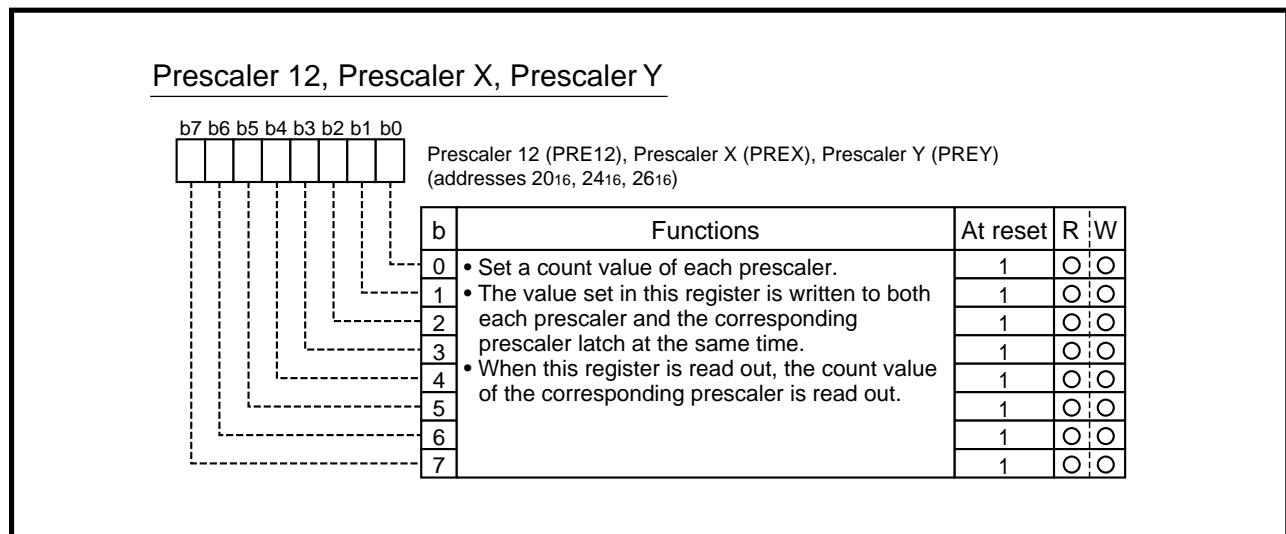 Prescaler 12, Prescaler X, Prescaler Y
b7 b6 b5 b4 b3 b2 b1 b0
Prescaler 12 (PRE12), Prescaler X (PREX), Prescaler Y (PREY)
(addresses 2016, 2416, 2616)
b Functions At reset R W
0 • Set a count value of each prescaler. 1 O O
1 • The value set in this register is written to both 1 O O
2 each prescaler and the corresponding 1 O O
3 prescaler latch at the same time. 1 O O
4 • When this register is read out, the count value 1 O O
5 of the corresponding prescaler is read out. 1 O O
6 1 O O
7 1 O O